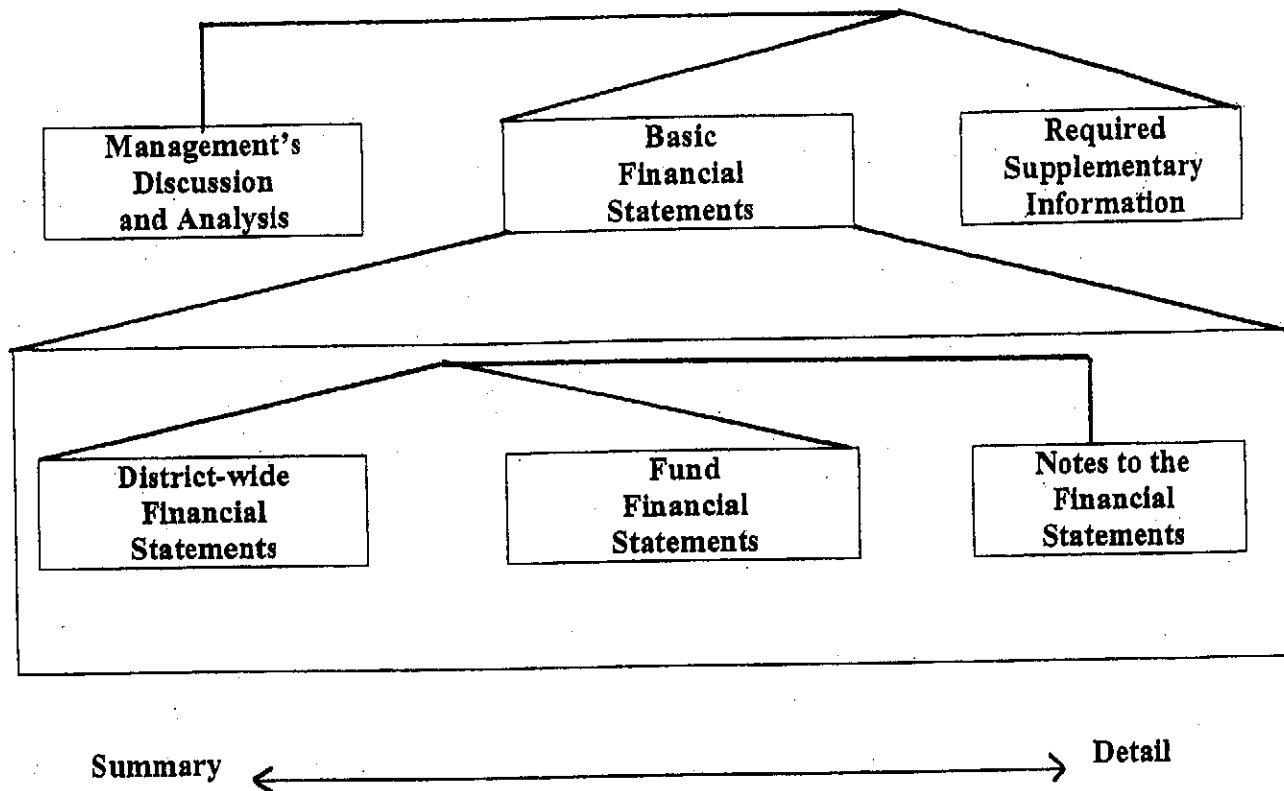 Management's
Discussion
and Analysis
Basic
Financial
Statements
Required
Supplementary
Information
District-wide
Financial
Statements
Fund
Financial
Statements
Notes to the
Financial
Statements
Summary
Detail